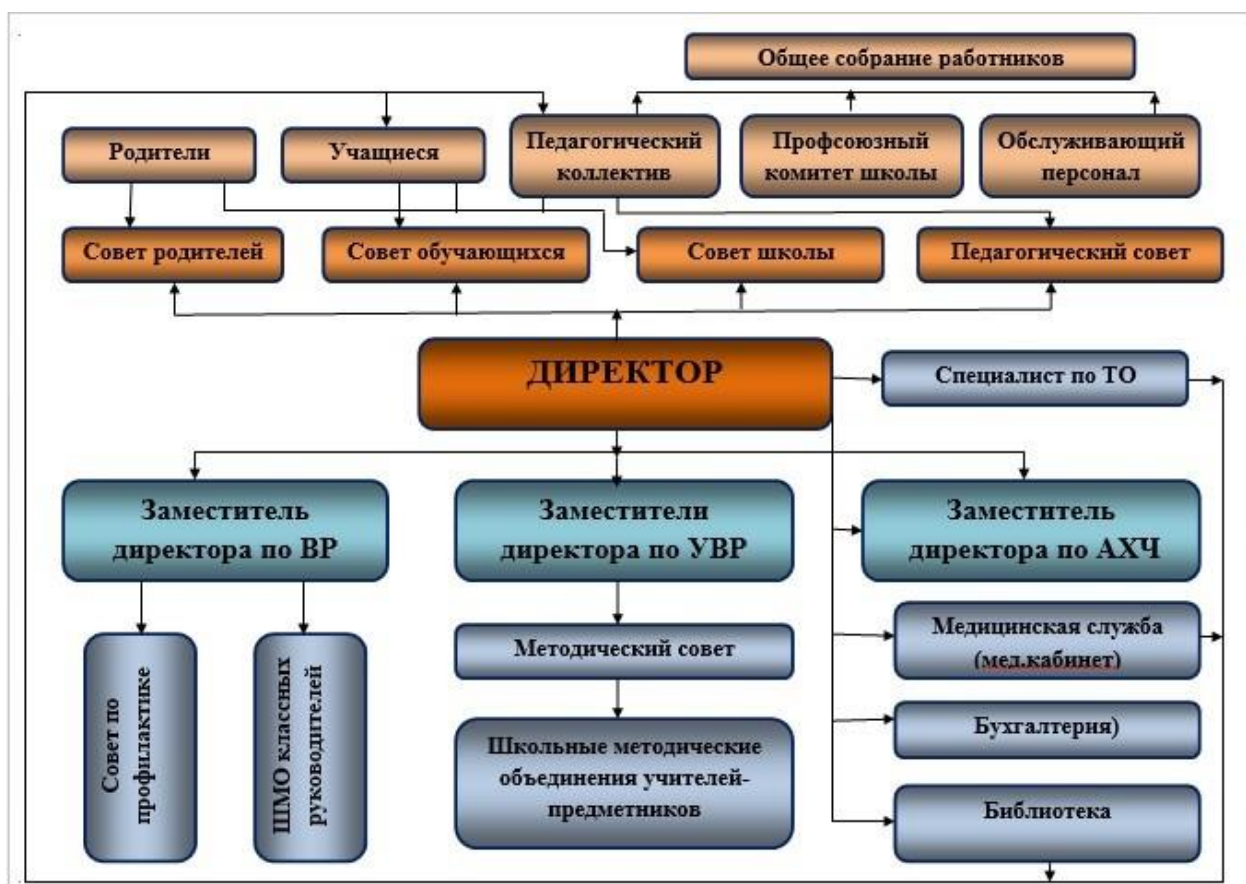 Общее собрание работников
Родители
Учащиеся
Педагогический
коллектив
Профсоюзный
комитет школы
Обслуживающий
персонал
Совет родителей
Совет обучающихся
Совет школы
Педагогический совет
ДИРЕКТОР
Специалист по ТО
Заместитель
директора по ВР
Заместители
директора по УВР
Заместитель
директора по АХЧ
Совет по
профилактике
ШМО классных
руководителей
Методический совет
Школьные методические
объединения учителей-
предметников
Медицинская служба
(мед.кабинет)
Бухгалтерия)
Библиотека